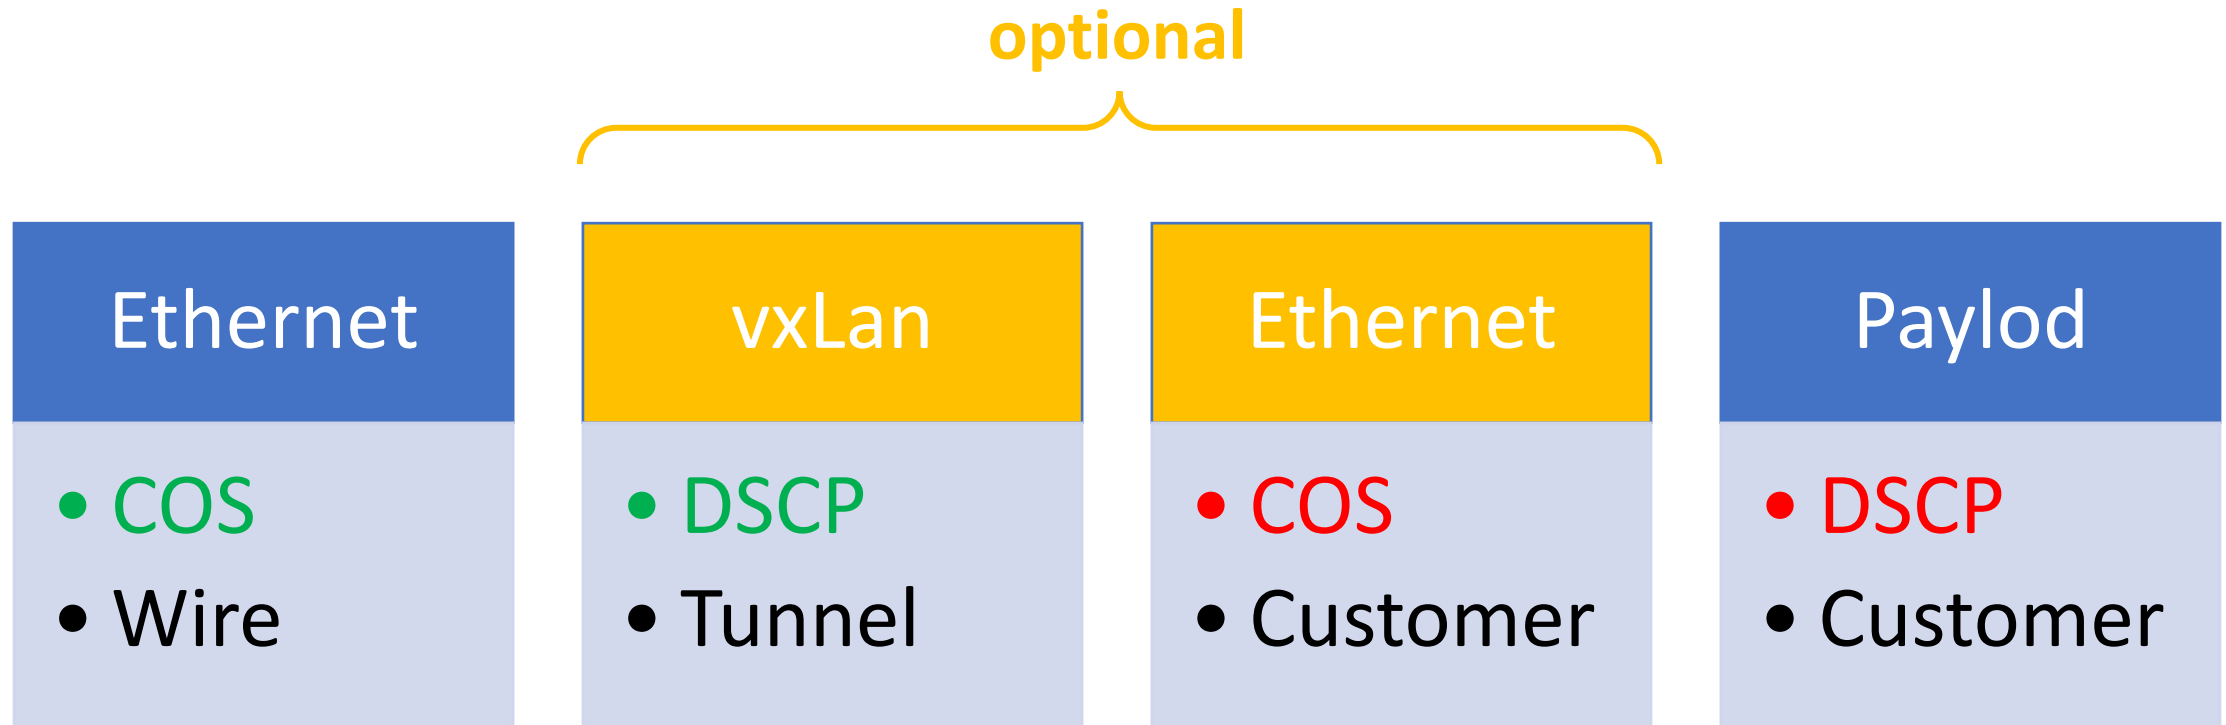 optional
Ethernet
• COS
• Wire
vxLan
• DSCP
• Tunnel
Ethernet
• COS
• Customer
Paylod
• DSCP
• Customer